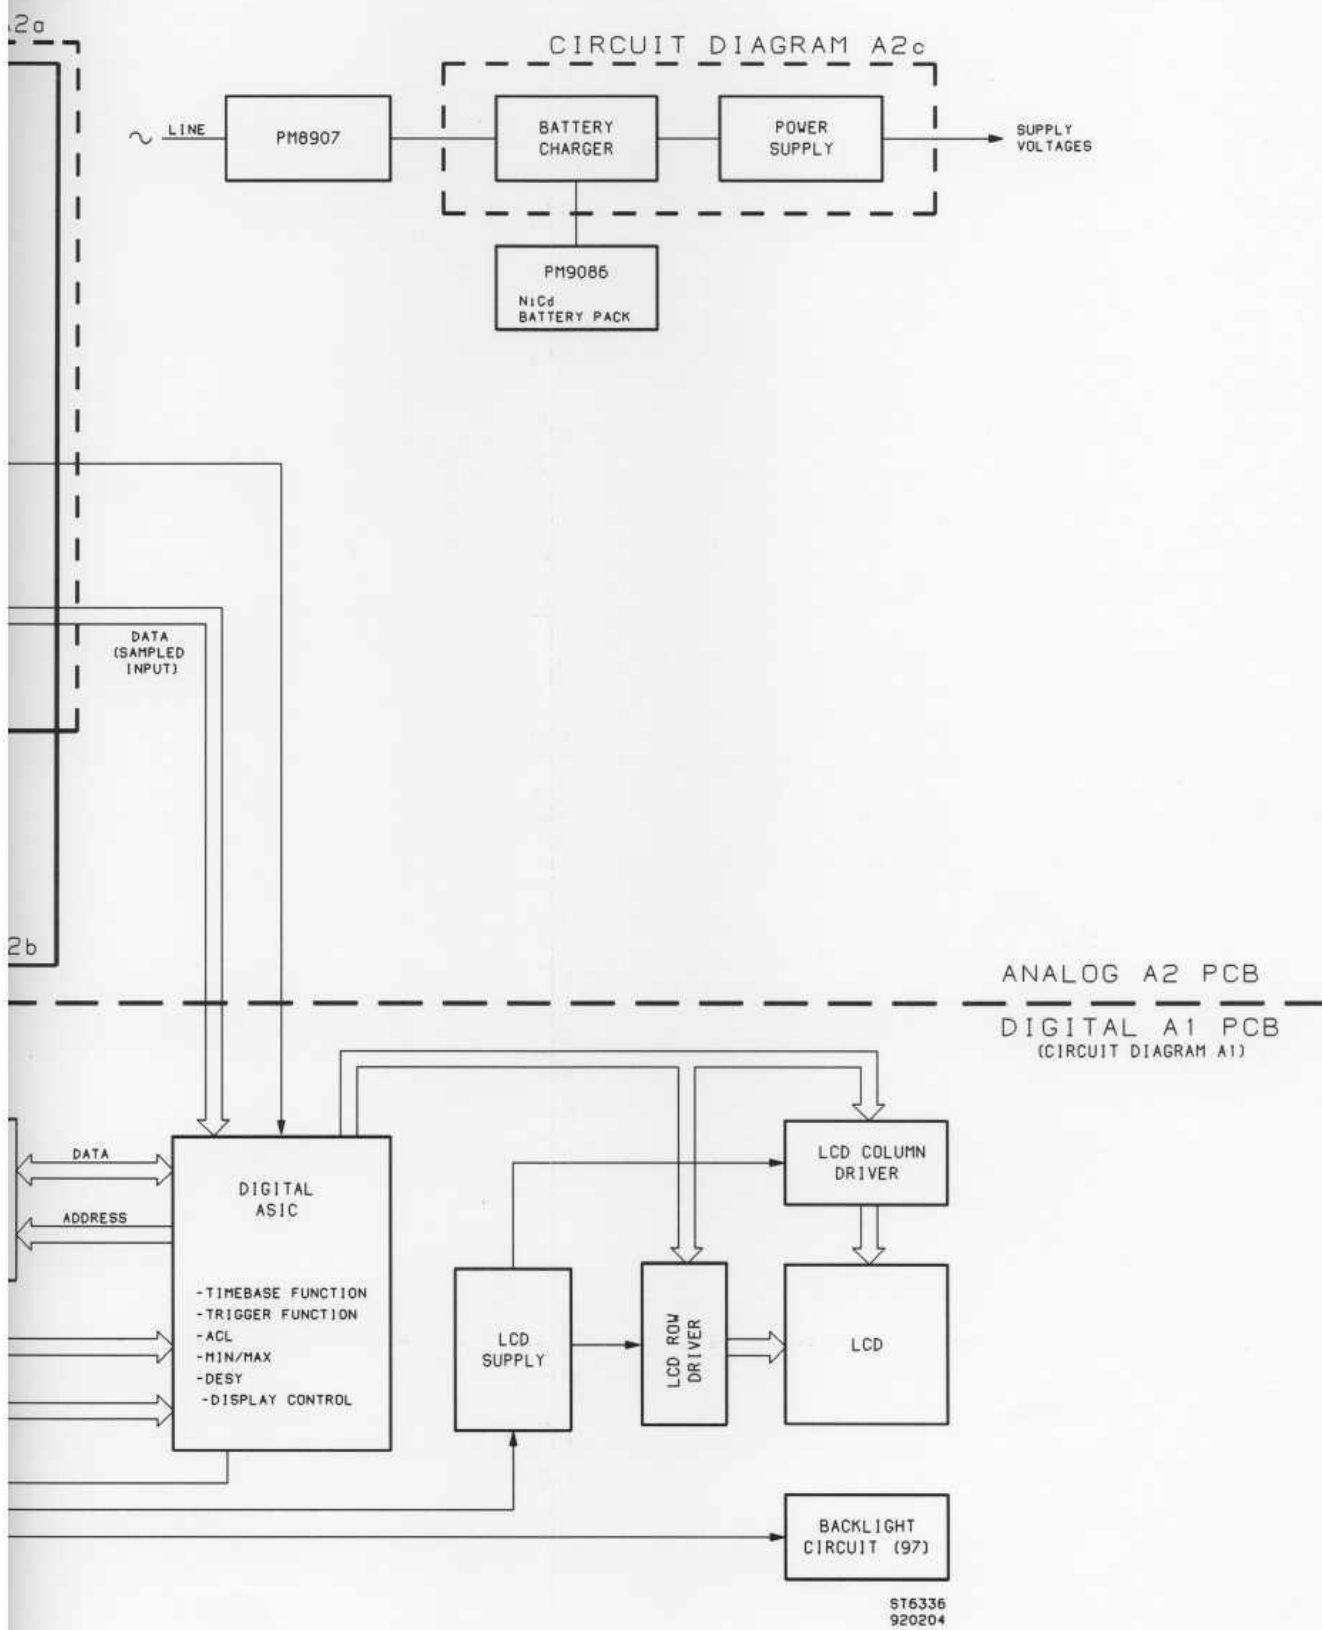 A2a
CIRCUIT DIAGRAM A2c
LINE
PM8907
BATTERY
CHARGER
POWER
SUPPLY
SUPPLY
VOLTAGES
PM9086
NiCd
BATTERY PACK
DATA
(SAMPLED
INPUT)
2b
ANALOG A2 PCB
DIGITAL A1 PCB
(CIRCUIT DIAGRAM A1)
DATA
ADDRESS
DIGITAL
ASIC
-TIMEBASE FUNCTION
-TRIGGER FUNCTION
-ACL
-MIN/MAX
-DESY
-DISPLAY CONTROL
LCD COLUMN
DRIVER
LCD
SUPPLY
LCD ROW
DRIVER
LCD
BACKLIGHT
CIRCUIT (97)
ST6336
920204